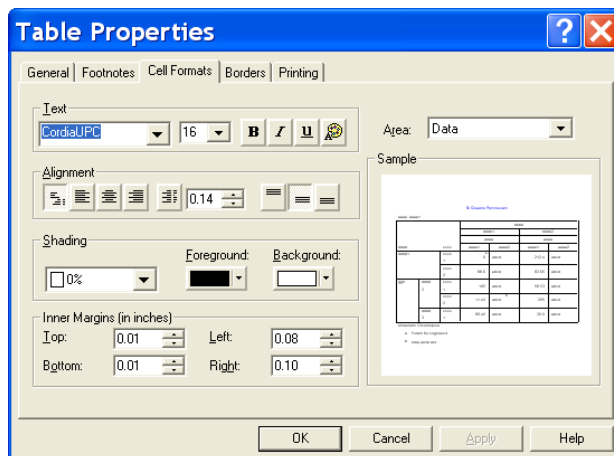 Table Properties
General Footnotes Cell Formats Borders Printing
Text
CordiaUPC 16 B I U A
Area: Data
Alignment
0.14
Sample
Shading
Foreground: Background:
0%
Inner Margins (in inches)
Top: 0.01 Left: 0.08
Bottom: 0.01 Right: 0.10
OK Cancel Apply Help